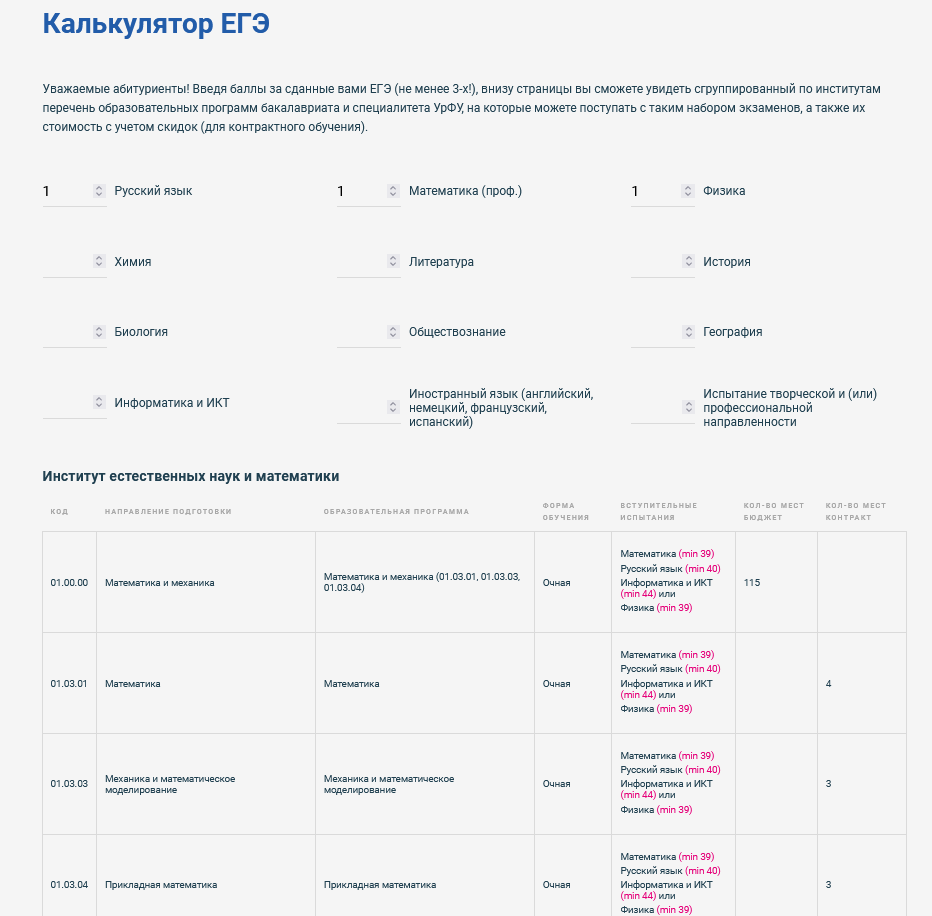 Калькулятор ЕГЭ
Уважаемые абитуриенты! Введя баллы за сданные вами ЕГЭ (не менее 3-х!), внизу страницы вы сможете увидеть сгруппированный по институтам
перечень образовательных программ бакалавриата и специалитета УрФУ, на которые можете поступать с таким набором экзаменов, а также их
стоимость с учетом скидок (для контрактного обучения).
1 Русский язык
1 Математика (проф.)
1 Физика
Химия
Литература
История
Биология
Обществознание
География
Информатика и ИКТ
Иностранный язык (английский,
немецкий, французский,
испанский)
Испытание творческой и (или)
профессиональной
направленности
Институт естественных наук и математики
КОД
НАПРАВЛЕНИЕ ПОДГОТОВКИ
ОБРАЗОВАТЕЛЬНАЯ ПРОГРАММА
ФОРМА
ОБУЧЕНИЯ
ВСТУПИТЕЛЬНЫЕ
ИСПЫТАНИЯ
КОЛ-ВО МЕСТ
БЮДЖЕТ
КОЛ-ВО МЕСТ
КОНТРАКТ
01.00.00
Математика и механика
Математика и механика (01.03.01, 01.03.03,
01.03.04)
Очная
Математика (min 39)
Русский язык (min 40)
Информатика и ИКТ
(min 44) или
Физика (min 39)
115
01.03.01
Математика
Математика
Очная
Математика (min 39)
Русский язык (min 40)
Информатика и ИКТ
(min 44) или
Физика (min 39)
4
01.03.03
Механика и математическое
моделирование
Механика и математическое
моделирование
Очная
Математика (min 39)
Русский язык (min 40)
Информатика и ИКТ
(min 44) или
Физика (min 39)
3
01.03.04
Прикладная математика
Прикладная математика
Очная
Математика (min 39)
Русский язык (min 40)
Информатика и ИКТ
(min 44) или
Физика (min 39)
3